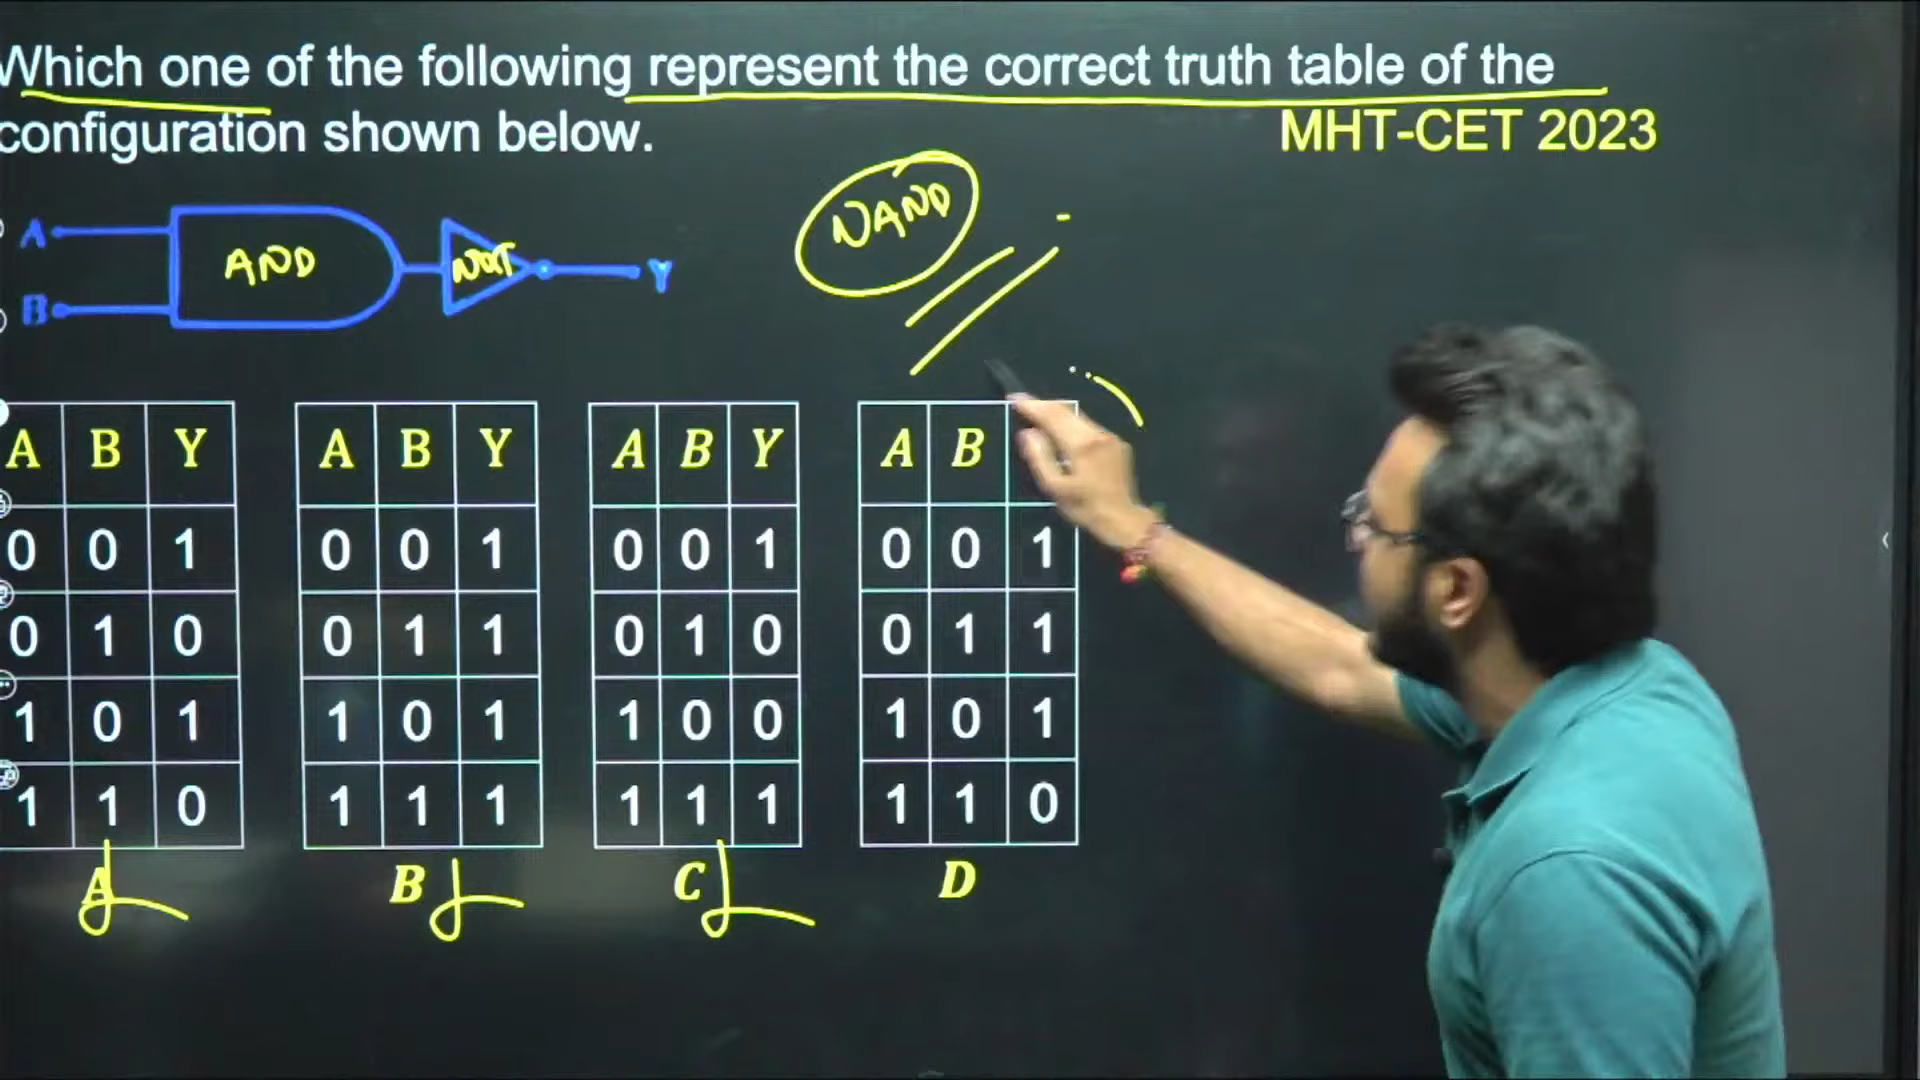 Which one of the following represent the correct truth table of the
configuration shown below.
MHT-CET 2023
NAND
A
AND
NOT
Y
B
A B Y
0 0 1
0 1 0
1 0 1
1 1 0
A
A B Y
0 0 1
0 1 1
1 0 1
1 1 1
B
A B Y
0 0 1
0 1 0
1 0 0
1 1 1
C
A B
0 0 1
0 1 1
1 0 1
1 1 0
D